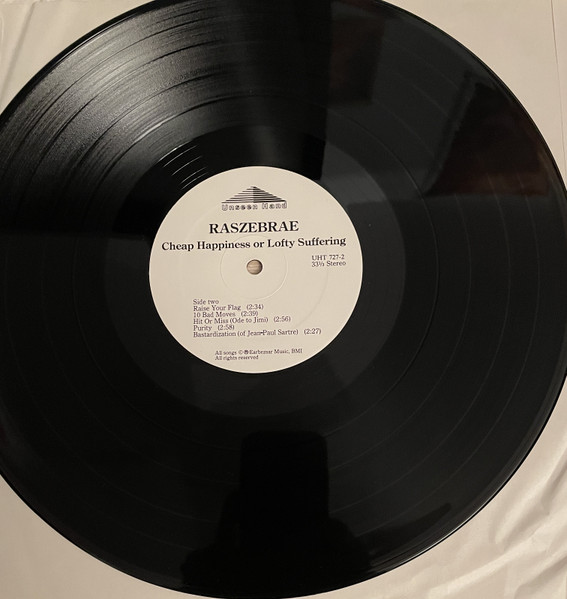 Unseen Hand
RASZEBRAE
Cheap Happiness or Lofty Suffering
UHT 727-2
33⅓ Stereo
Side two
Raise Your Flag (2:34)
10 Bad Moves (2:39)
Hit Or Miss (Ode to Jimi) (2:56)
Purity (2:58)
Bastardization (of Jean-Paul Sartre) (2:27)
All songs © ℗ Earhemar Music, BMI
All rights reserved